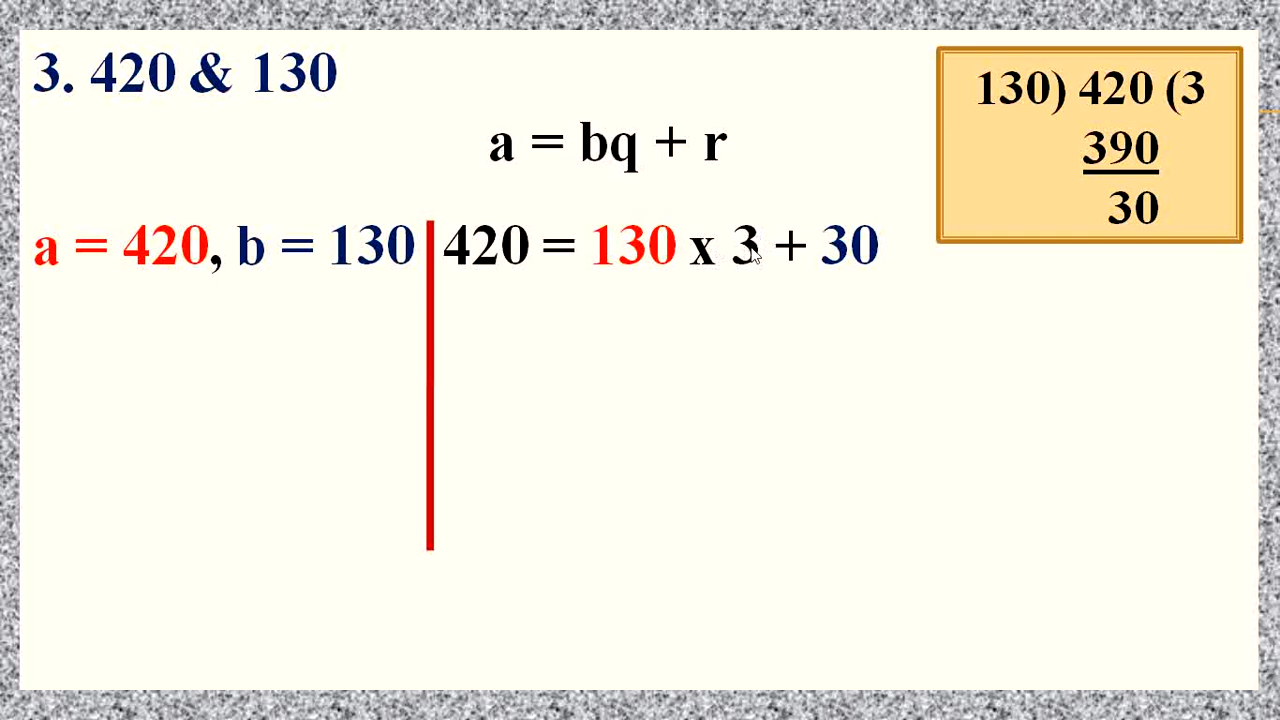 3. 420 & 130
a = bq + r
a = 420, b = 130
420 = 130 x 3 + 30
130) 420 (3
390
30